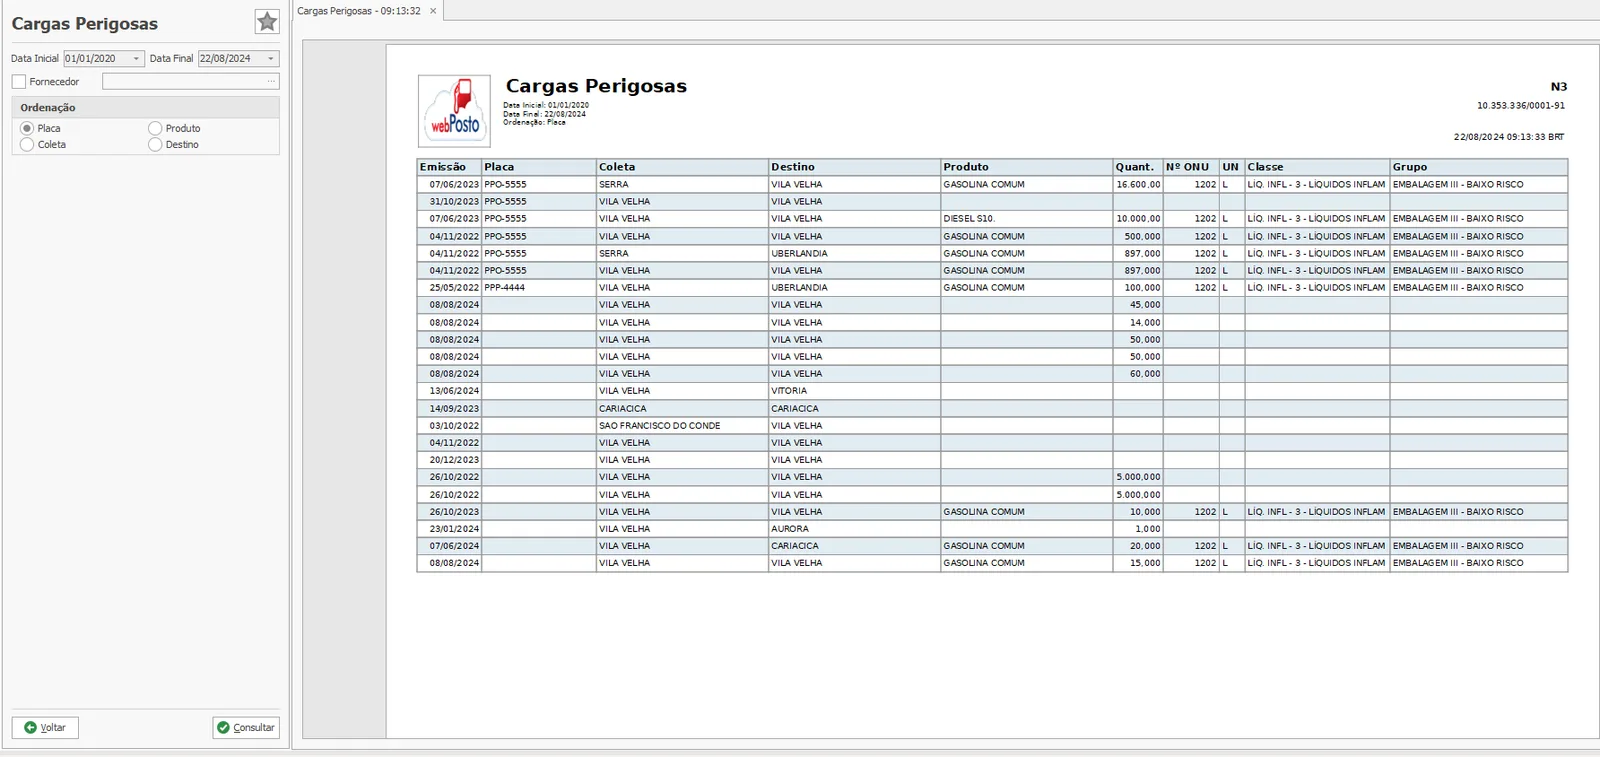 Cargas Perigosas
Data Inicial 01/01/2020 Data Final 22/08/2024
Fornecedor ...
Ordenação
Placa Produto
Coleta Destino
Voltar Consultar
Cargas Perigosas - 09:13:32 ×
webPosto
Cargas Perigosas
Data Inicial: 01/01/2020
Data Final: 22/08/2024
Ordenação: Placa
N3
10.353.336/0001-91
22/08/2024 09:13:33 BRT
Emissão Placa Coleta Destino Produto Quant. Nº ONU UN Classe Grupo
07/06/2023 PPO-5555 SERRA VILA VELHA GASOLINA COMUM 16.600,00 1202 L LÍQ. INFL - 3 - LÍQUIDOS INFLAM EMBALAGEM III - BAIXO RISCO
31/10/2023 PPO-5555 VILA VELHA VILA VELHA
07/06/2023 PPO-5555 VILA VELHA VILA VELHA DIESEL S10. 10.000,00 1202 L LÍQ. INFL - 3 - LÍQUIDOS INFLAM EMBALAGEM III - BAIXO RISCO
04/11/2022 PPO-5555 VILA VELHA VILA VELHA GASOLINA COMUM 500,000 1202 L LÍQ. INFL - 3 - LÍQUIDOS INFLAM EMBALAGEM III - BAIXO RISCO
04/11/2022 PPO-5555 SERRA UBERLANDIA GASOLINA COMUM 897,000 1202 L LÍQ. INFL - 3 - LÍQUIDOS INFLAM EMBALAGEM III - BAIXO RISCO
04/11/2022 PPO-5555 VILA VELHA VILA VELHA GASOLINA COMUM 897,000 1202 L LÍQ. INFL - 3 - LÍQUIDOS INFLAM EMBALAGEM III - BAIXO RISCO
25/05/2022 PPP-4444 VILA VELHA UBERLANDIA GASOLINA COMUM 100,000 1202 L LÍQ. INFL - 3 - LÍQUIDOS INFLAM EMBALAGEM III - BAIXO RISCO
08/08/2024 VILA VELHA VILA VELHA 45,000
08/08/2024 VILA VELHA VILA VELHA 14,000
08/08/2024 VILA VELHA VILA VELHA 50,000
08/08/2024 VILA VELHA VILA VELHA 50,000
08/08/2024 VILA VELHA VILA VELHA 60,000
13/06/2024 VILA VELHA VITORIA
14/09/2023 CARIACICA CARIACICA
03/10/2022 SAO FRANCISCO DO CONDE VILA VELHA
04/11/2022 VILA VELHA VILA VELHA
20/12/2023 VILA VELHA VILA VELHA
26/10/2022 VILA VELHA VILA VELHA 5.000,000
26/10/2022 VILA VELHA VILA VELHA 5.000,000
26/10/2023 VILA VELHA VILA VELHA GASOLINA COMUM 10,000 1202 L LÍQ. INFL - 3 - LÍQUIDOS INFLAM EMBALAGEM III - BAIXO RISCO
23/01/2024 VILA VELHA AURORA 1,000
07/06/2024 VILA VELHA CARIACICA GASOLINA COMUM 20,000 1202 L LÍQ. INFL - 3 - LÍQUIDOS INFLAM EMBALAGEM III - BAIXO RISCO
08/08/2024 VILA VELHA VILA VELHA GASOLINA COMUM 15,000 1202 L LÍQ. INFL - 3 - LÍQUIDOS INFLAM EMBALAGEM III - BAIXO RISCO